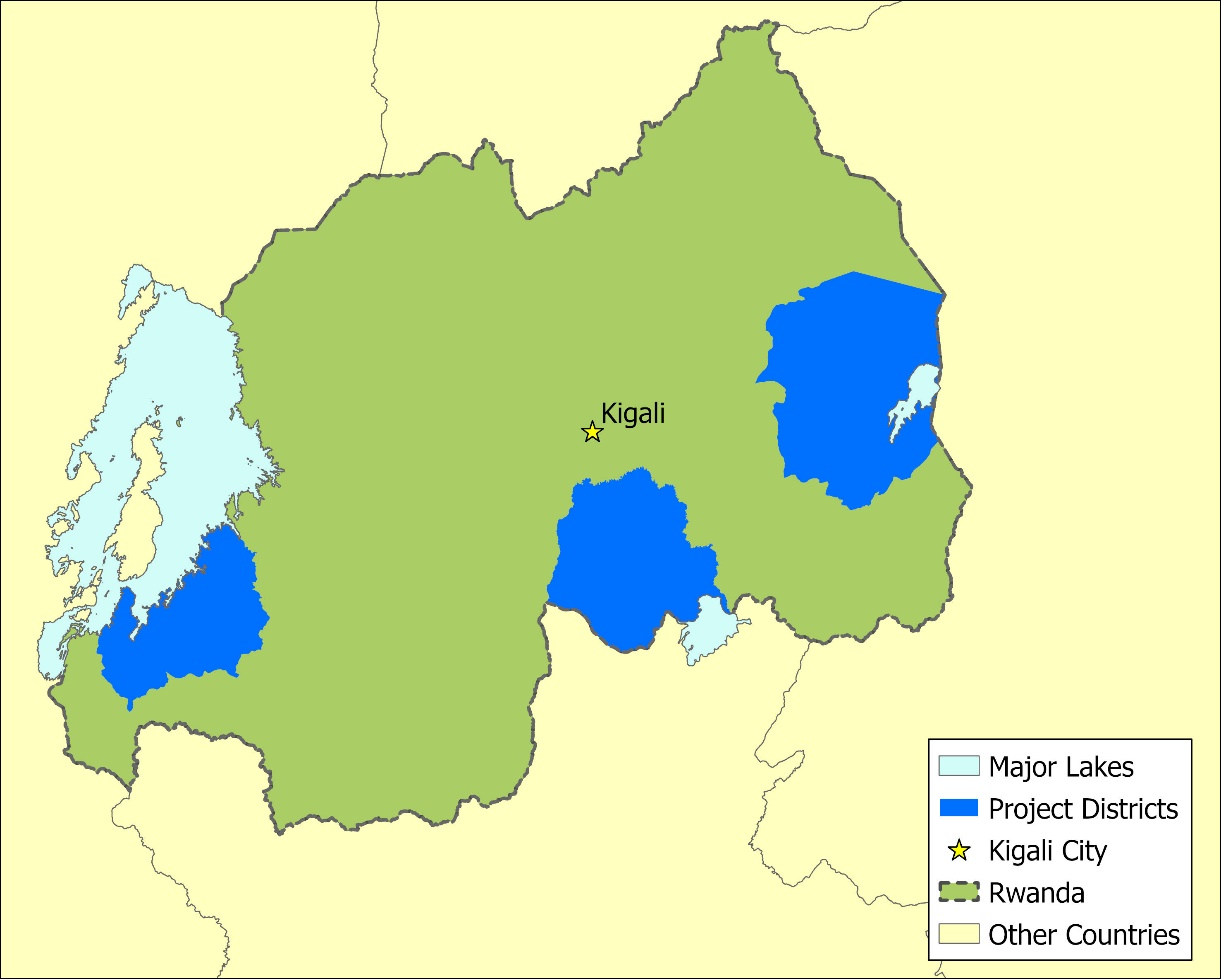 Kigali
Major Lakes
Project Districts
Kigali City
Rwanda
Other Countries